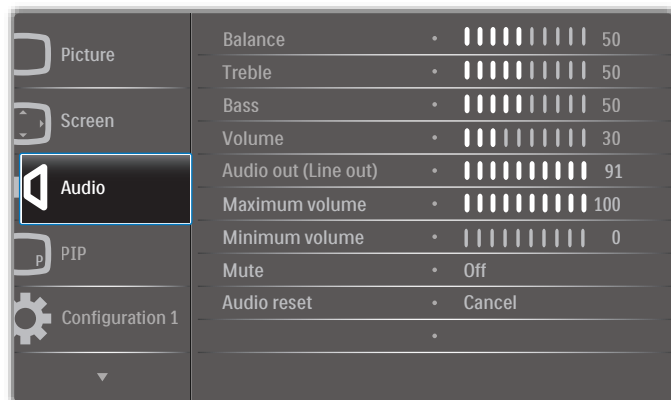 Picture
Screen
Audio
P
PIP
Configuration 1
Balance • 50
Treble • 50
Bass • 50
Volume • 30
Audio out (Line out) • 91
Maximum volume • 100
Minimum volume • 0
Mute • Off
Audio reset • Cancel
•